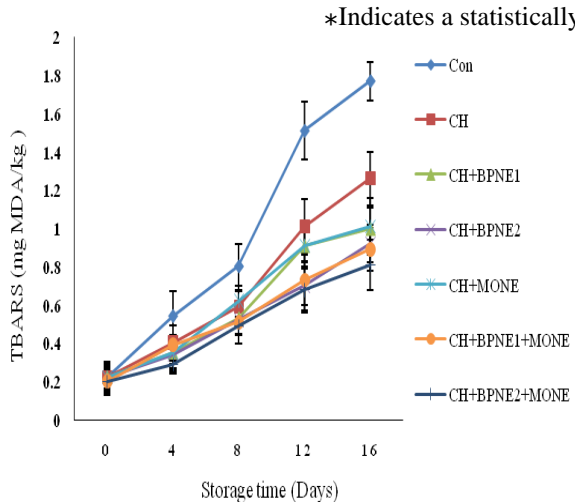 *Indicates a statistically
2
1.8
1.6
1.4
1.2
1
0.8
0.6
0.4
0.2
0
TBARS (mg MDA/kg)
0 4 8 12 16
Storage time (Days)
Con
CH
CH+BPNE1
CH+BPNE2
CH+MONE
CH+BPNE1+MONE
CH+BPNE2+MONE